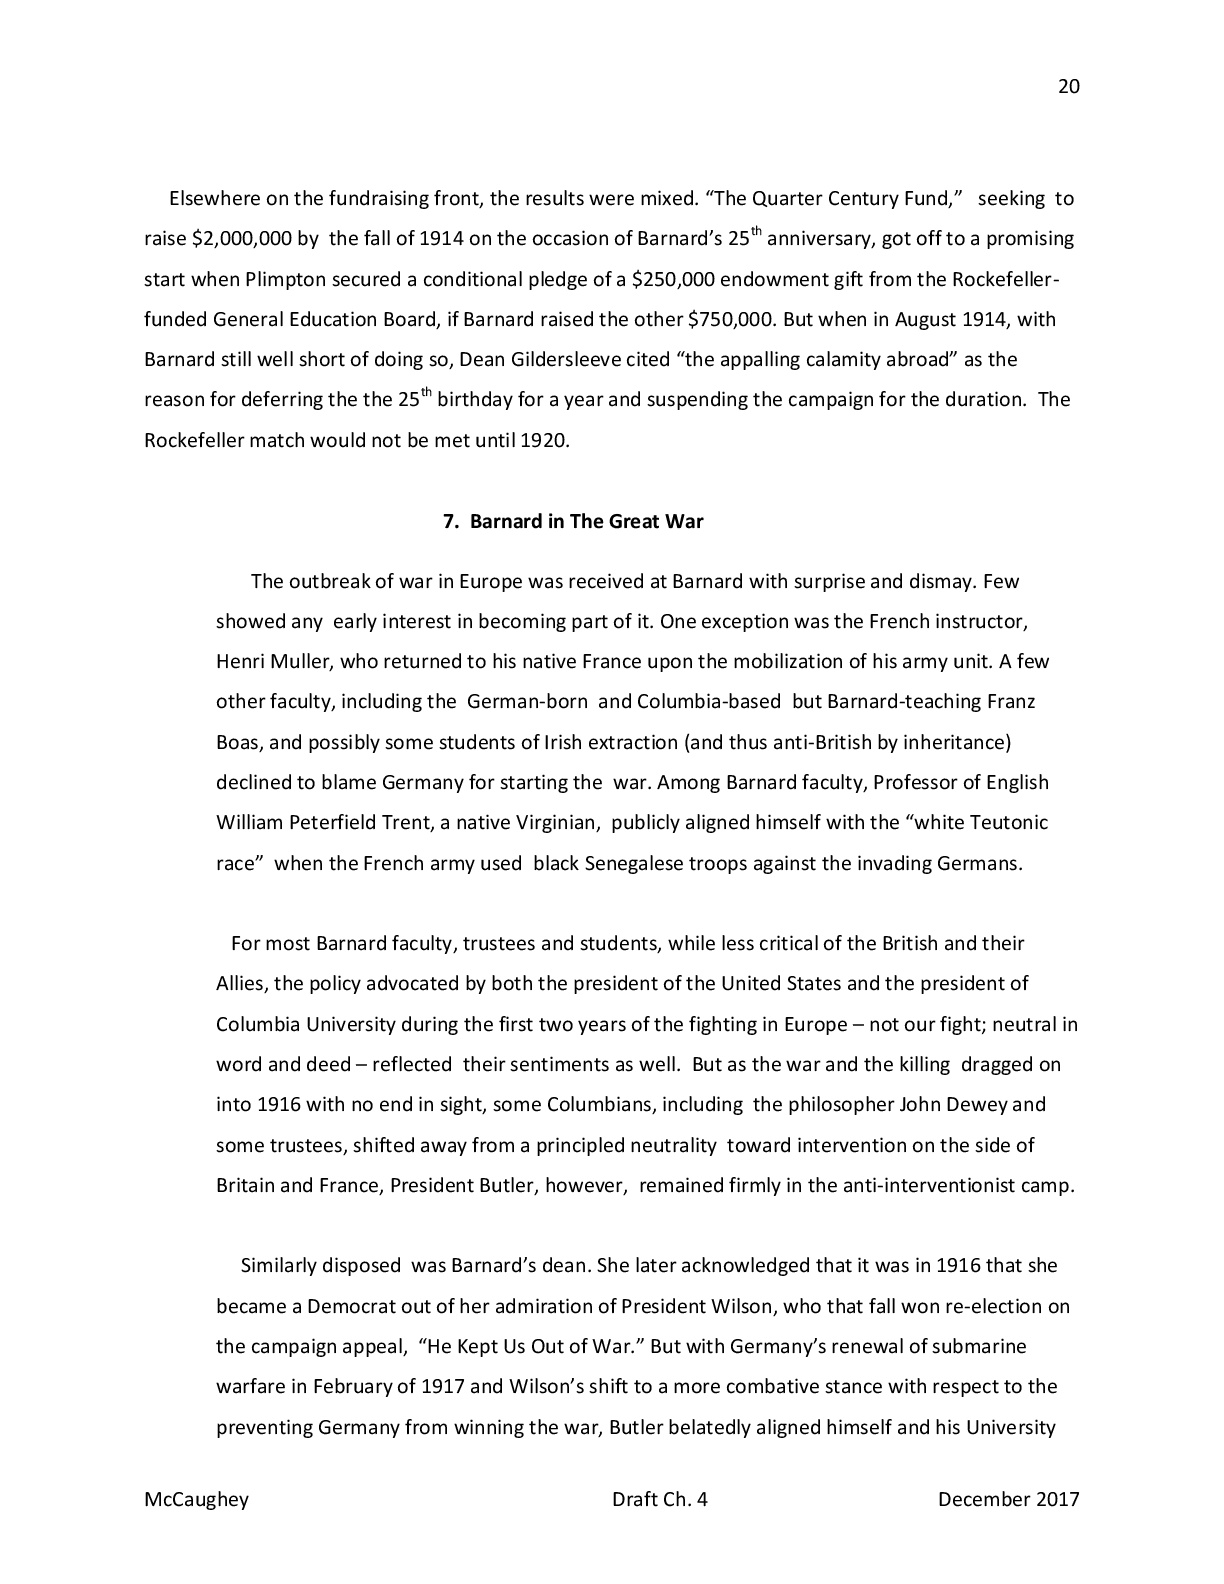 20
Elsewhere on the fundraising front, the results were mixed. “The Quarter Century Fund,” seeking to
raise $2,000,000 by the fall of 1914 on the occasion of Barnard’s 25th anniversary, got off to a promising
start when Plimpton secured a conditional pledge of a $250,000 endowment gift from the Rockefeller-
funded General Education Board, if Barnard raised the other $750,000. But when in August 1914, with
Barnard still well short of doing so, Dean Gildersleeve cited “the appalling calamity abroad” as the
reason for deferring the the 25th birthday for a year and suspending the campaign for the duration. The
Rockefeller match would not be met until 1920.
7. Barnard in The Great War
The outbreak of war in Europe was received at Barnard with surprise and dismay. Few
showed any early interest in becoming part of it. One exception was the French instructor,
Henri Muller, who returned to his native France upon the mobilization of his army unit. A few
other faculty, including the German-born and Columbia-based but Barnard-teaching Franz
Boas, and possibly some students of Irish extraction (and thus anti-British by inheritance)
declined to blame Germany for starting the war. Among Barnard faculty, Professor of English
William Peterfield Trent, a native Virginian, publicly aligned himself with the “white Teutonic
race” when the French army used black Senegalese troops against the invading Germans.
For most Barnard faculty, trustees and students, while less critical of the British and their
Allies, the policy advocated by both the president of the United States and the president of
Columbia University during the first two years of the fighting in Europe – not our fight; neutral in
word and deed – reflected their sentiments as well. But as the war and the killing dragged on
into 1916 with no end in sight, some Columbians, including the philosopher John Dewey and
some trustees, shifted away from a principled neutrality toward intervention on the side of
Britain and France, President Butler, however, remained firmly in the anti-interventionist camp.
Similarly disposed was Barnard’s dean. She later acknowledged that it was in 1916 that she
became a Democrat out of her admiration of President Wilson, who that fall won re-election on
the campaign appeal, “He Kept Us Out of War.” But with Germany’s renewal of submarine
warfare in February of 1917 and Wilson’s shift to a more combative stance with respect to the
preventing Germany from winning the war, Butler belatedly aligned himself and his University
McCaughey Draft Ch. 4 December 2017